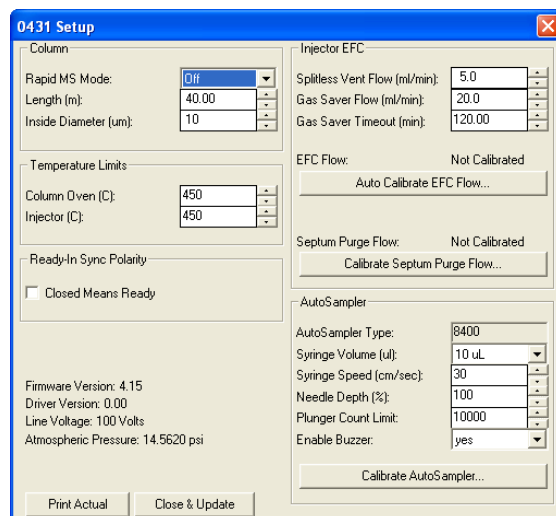 0431 Setup
Column
Rapid MS Mode: Off
Length (m): 40.00
Inside Diameter (um): 10
Temperature Limits
Column Oven (C): 450
Injector (C): 450
Ready-In Sync Polarity
Closed Means Ready
Firmware Version: 4.15
Driver Version: 0.00
Line Voltage: 100 Volts
Atmospheric Pressure: 14.5620 psi
Print Actual
Close & Update
Injector EFC
Splitless Vent Flow (ml/min): 5.0
Gas Saver Flow (ml/min): 20.0
Gas Saver Timeout (min): 120.00
EFC Flow: Not Calibrated
Auto Calibrate EFC Flow...
Septum Purge Flow: Not Calibrated
Calibrate Septum Purge Flow...
AutoSampler
AutoSampler Type: 8400
Syringe Volume (ul): 10 uL
Syringe Speed (cm/sec): 30
Needle Depth (%): 100
Plunger Count Limit: 10000
Enable Buzzer: yes
Calibrate AutoSampler...